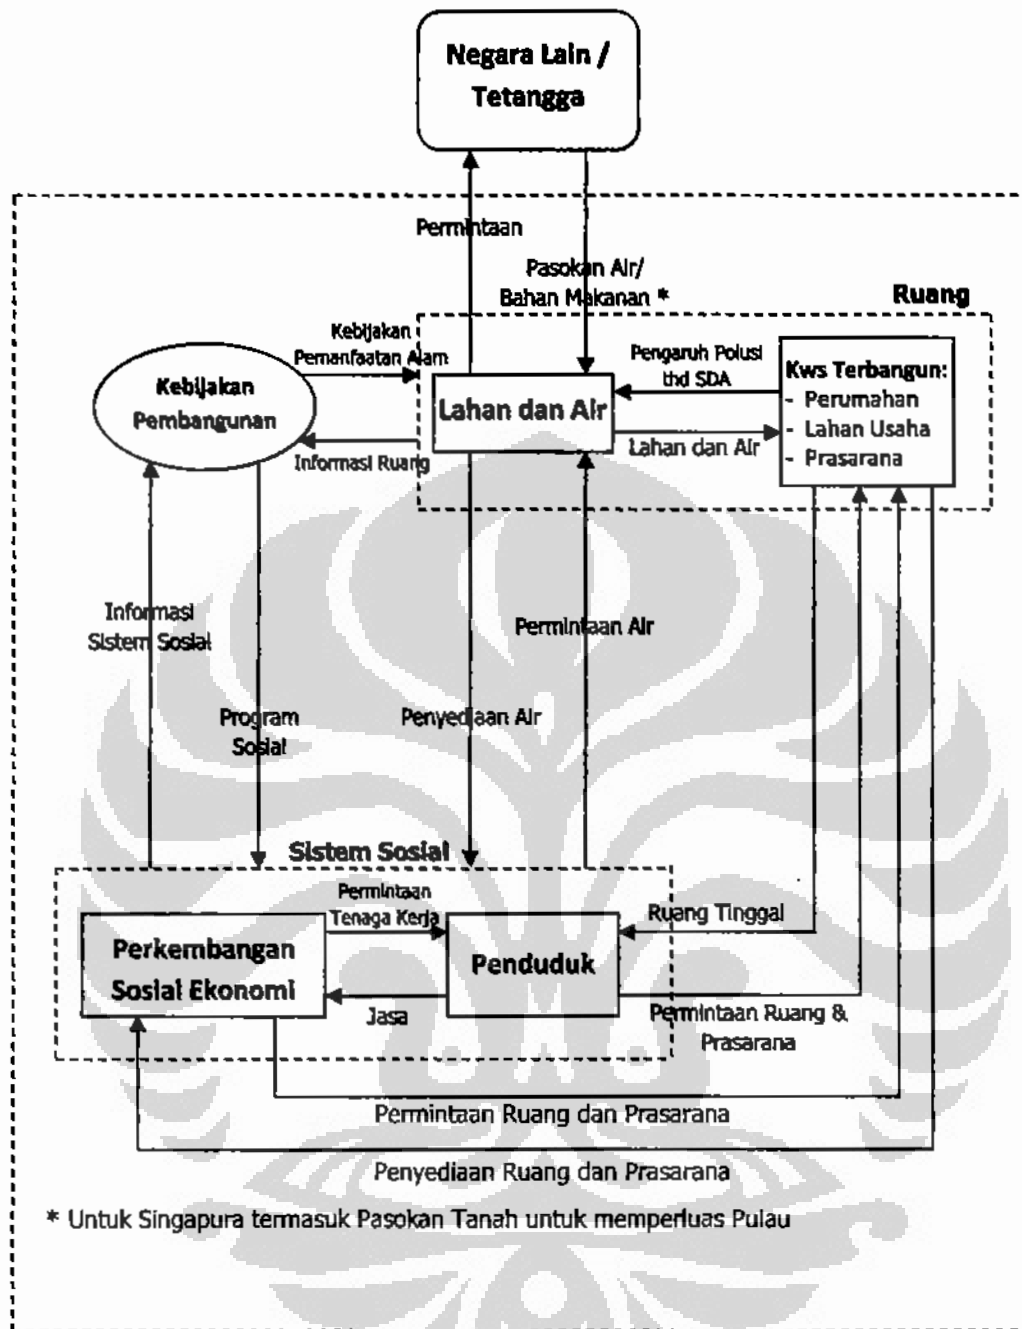 Negara Lain /
Tetangga
Permintaan
Pasokan Air/
Bahan Makanan *
Ruang
Kebijakan
Pemanfaatan Alam
Pengaruh Polusi
thd SDA
Kws Terbangun:
- Perumahan
- Lahan Usaha
- Prasarana
Kebijakan
Pembangunan
Lahan dan Air
Lahan dan Air
Informasi Ruang
Informasi
Sistem Sosial
Permintaan Air
Program
Sosial
Penyediaan Air
Sistem Sosial
Permintaan
Tenaga Kerja
Ruang Tinggal
Perkembangan
Sosial Ekonomi
Penduduk
Jasa
Permintaan Ruang &
Prasarana
Permintaan Ruang dan Prasarana
Penyediaan Ruang dan Prasarana
* Untuk Singapura termasuk Pasokan Tanah untuk memperluas Pulau